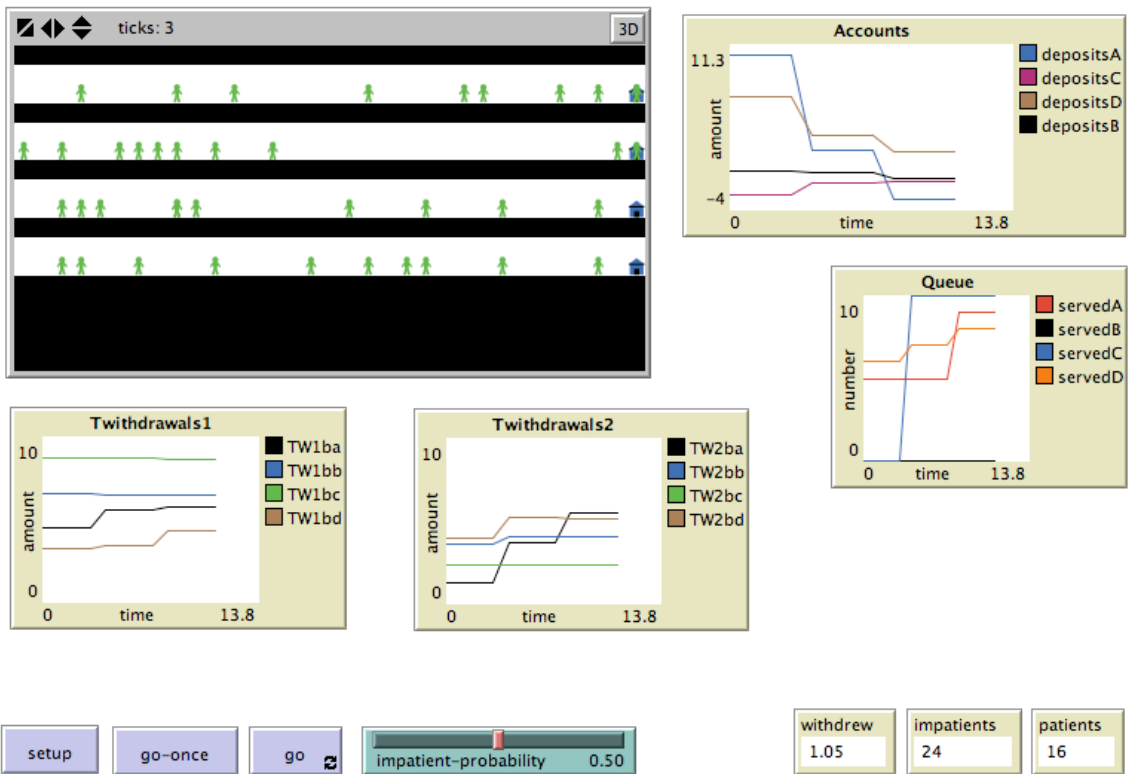 ticks: 3
3D
Accounts
11.3
amount
-4
0
time
13.8
depositsA
depositsC
depositsD
depositsB
Queue
10
number
0
0
time
13.8
servedA
servedB
servedC
servedD
Twithdrawals1
10
amount
0
0
time
13.8
TW1ba
TW1bb
TW1bc
TW1bd
Twithdrawals2
10
amount
0
0
time
13.8
TW2ba
TW2bb
TW2bc
TW2bd
setup
go-once
go
impatient-probability 0.50
withdrew
1.05
impatients
24
patients
16